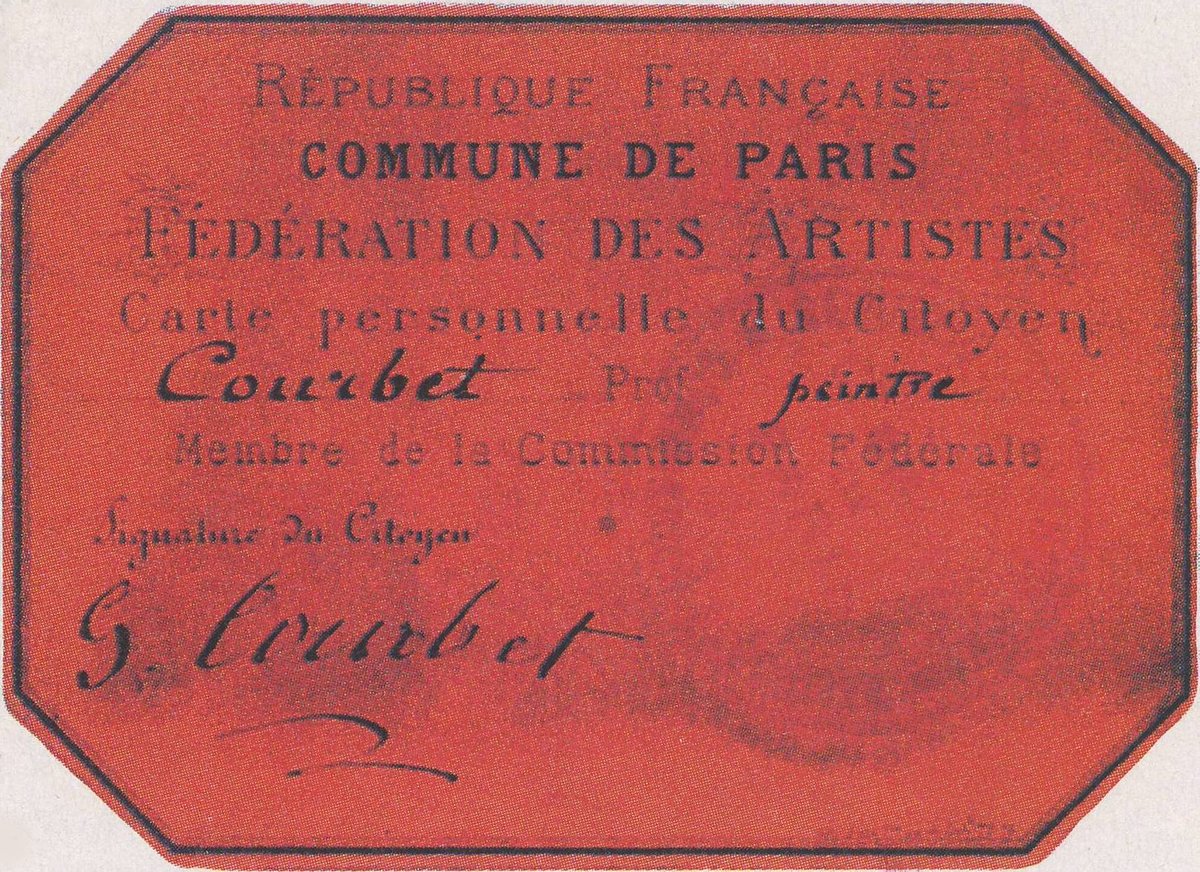 RÉPUBLIQUE FRANÇAISE
COMMUNE DE PARIS
FÉDÉRATION DES ARTISTES
Carte personnelle du Citoyen
Courbet Prof peintre
Membre de la Commission Fédérale
Signature du Citoyen
G. Courbet